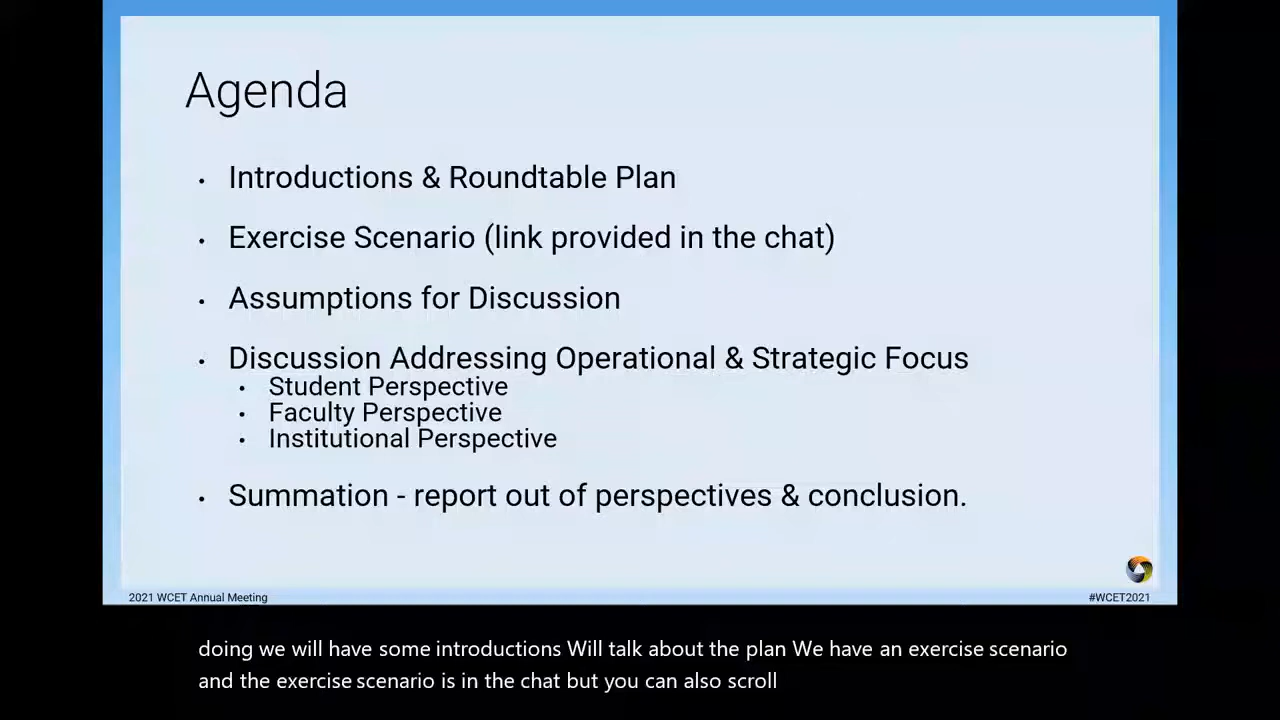 Agenda
• Introductions & Roundtable Plan
• Exercise Scenario (link provided in the chat)
• Assumptions for Discussion
• Discussion Addressing Operational & Strategic Focus
• Student Perspective
• Faculty Perspective
• Institutional Perspective
• Summation - report out of perspectives & conclusion.
2021 WCET Annual Meeting
#WCET2021
doing we will have some introductions Will talk about the plan We have an exercise scenario
and the exercise scenario is in the chat but you can also scroll